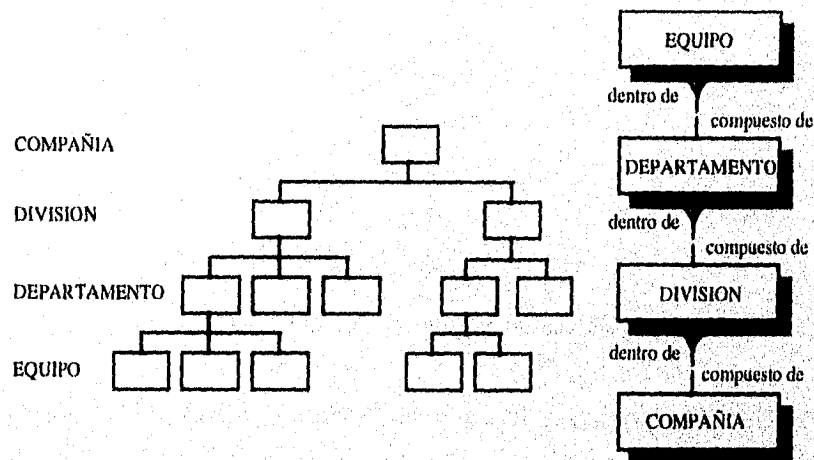 COMPAÑIA
DIVISION
DEPARTAMENTO
EQUIPO
EQUIPO
dentro de
compuesto de
DEPARTAMENTO
dentro de
compuesto de
DIVISION
dentro de
compuesto de
COMPAÑIA